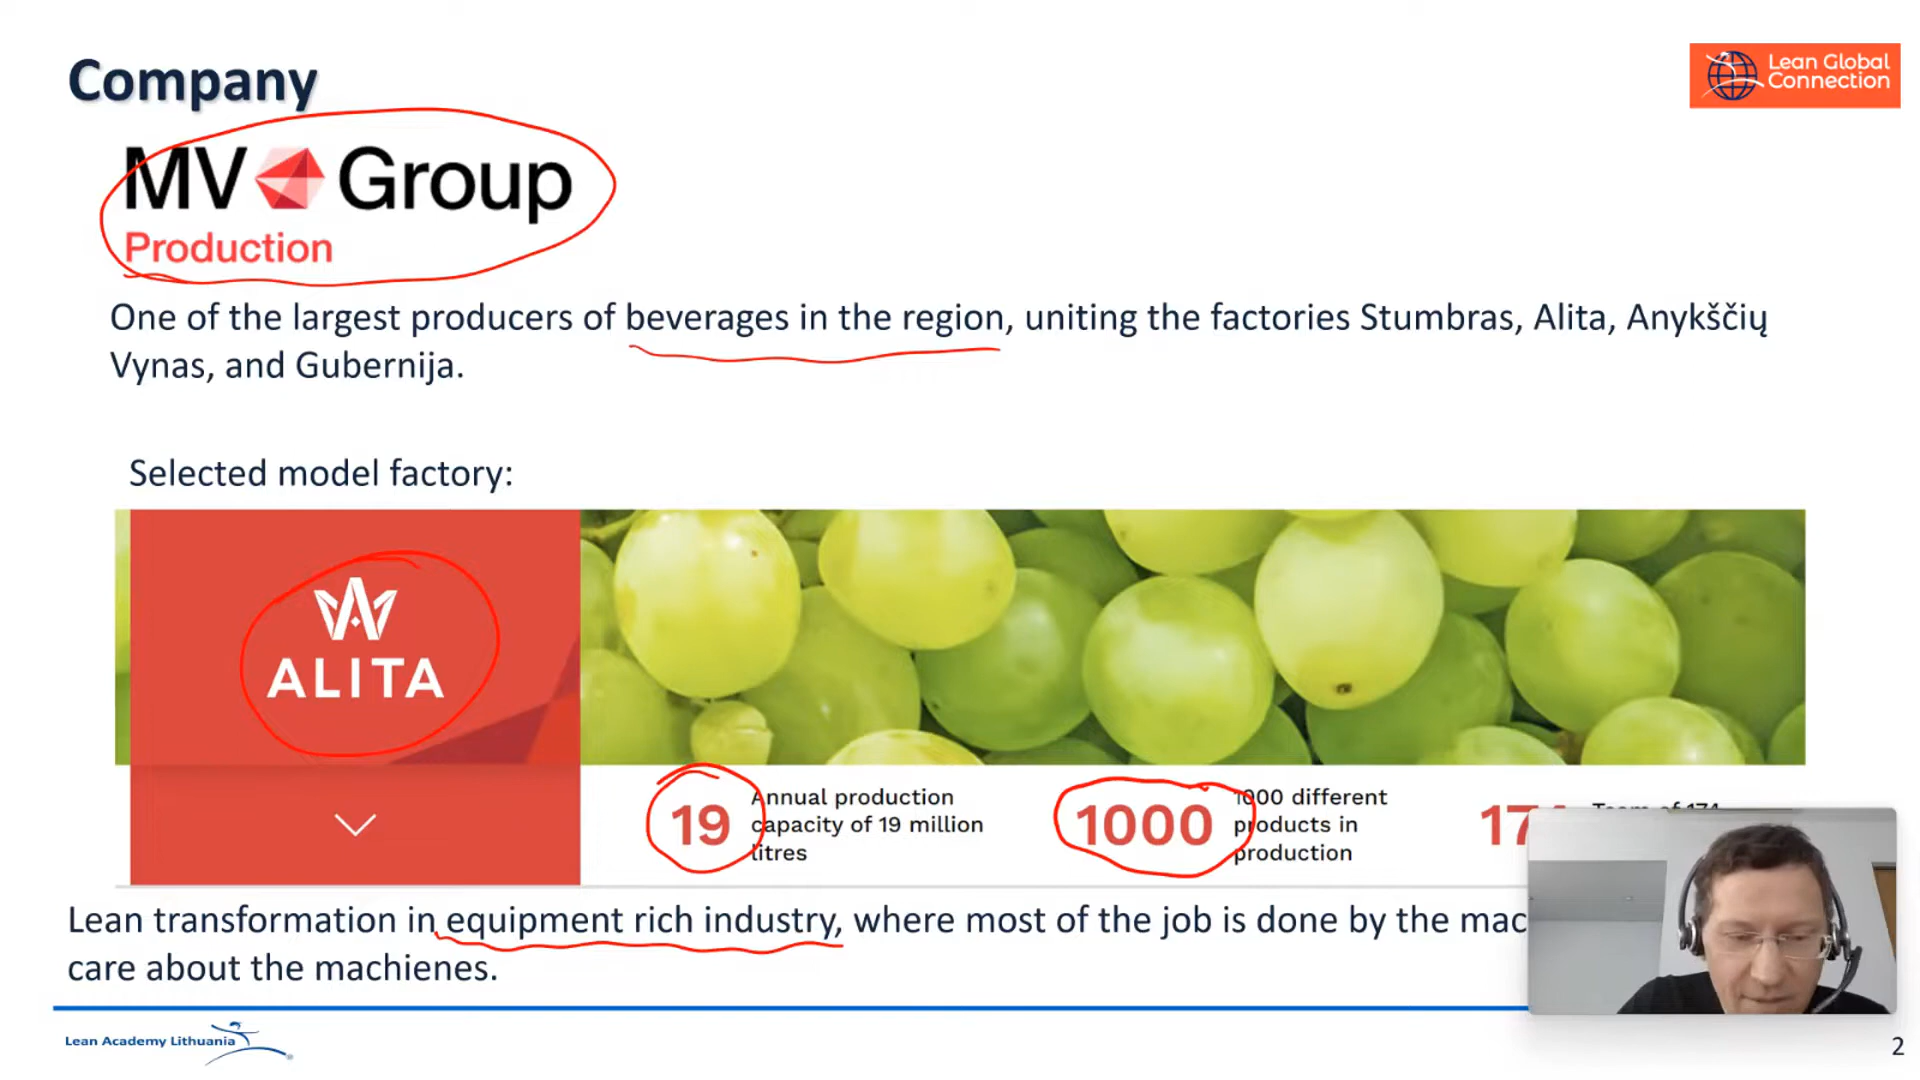 Company
Lean Global
Connection
MV Group
Production
One of the largest producers of beverages in the region, uniting the factories Stumbras, Alita, Anykščių
Vynas, and Gubernija.
Selected model factory:
ALITA
19
Annual production
capacity of 19 million
litres
1000
1000 different
products in
production
Team of 174
Lean transformation in equipment rich industry, where most of the job is done by the
care about the machienes.
Lean Academy Lithuania
2